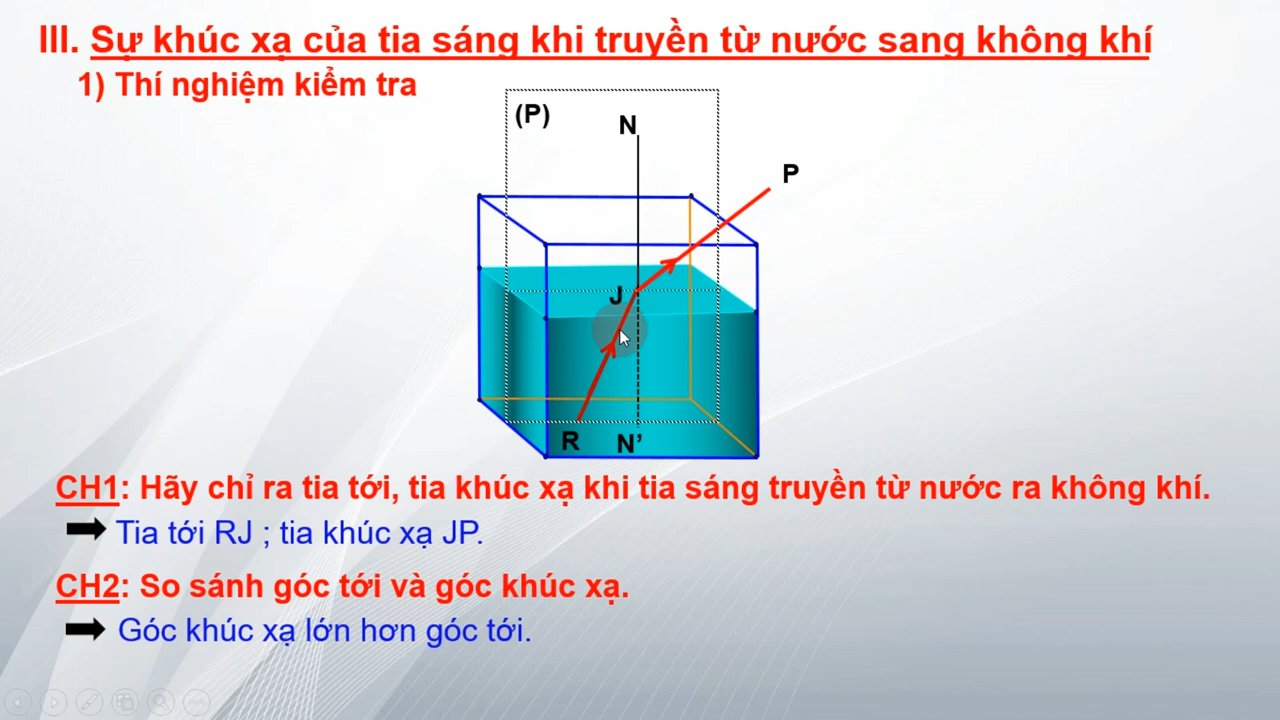 III. Sự khúc xạ của tia sáng khi truyền từ nước sang không khí
1) Thí nghiệm kiểm tra
(P)
N
P
J
R
N’
CH1: Hãy chỉ ra tia tới, tia khúc xạ khi tia sáng truyền từ nước ra không khí.
Tia tới RJ ; tia khúc xạ JP.
CH2: So sánh góc tới và góc khúc xạ.
Góc khúc xạ lớn hơn góc tới.